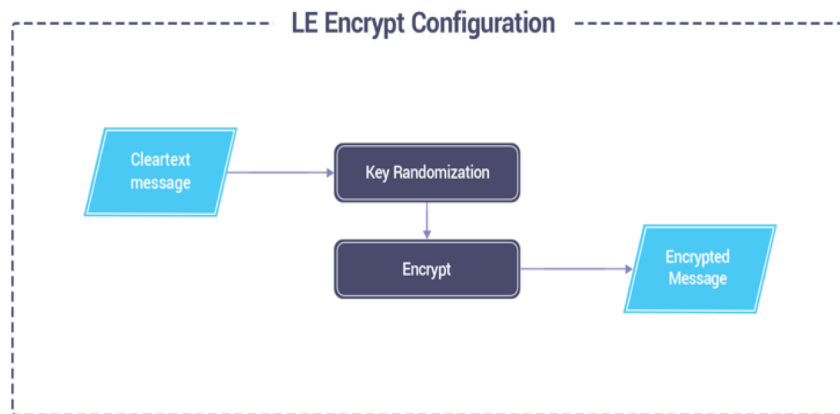 LE Encrypt Configuration
Cleartext
message
Key Randomization
Encrypt
Encrypted
Message